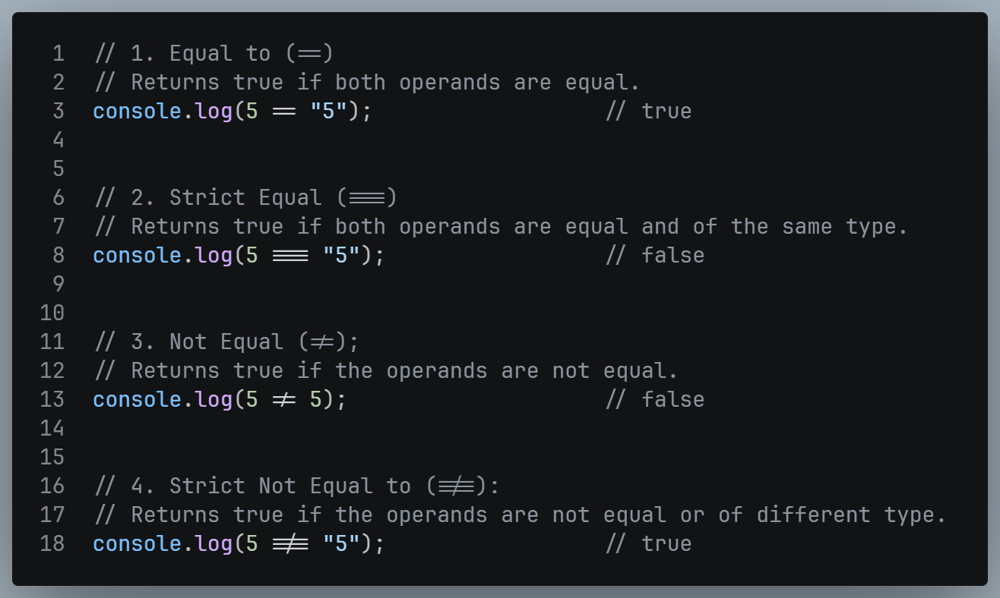 1 // 1. Equal to (==)
2 // Returns true if both operands are equal.
3 console.log(5 == "5"); // true
4
5
6 // 2. Strict Equal (===)
7 // Returns true if both operands are equal and of the same type.
8 console.log(5 === "5"); // false
9
10
11 // 3. Not Equal (!=);
12 // Returns true if the operands are not equal.
13 console.log(5 != 5); // false
14
15
16 // 4. Strict Not Equal to (!==):
17 // Returns true if the operands are not equal or of different type.
18 console.log(5 !== "5"); // true